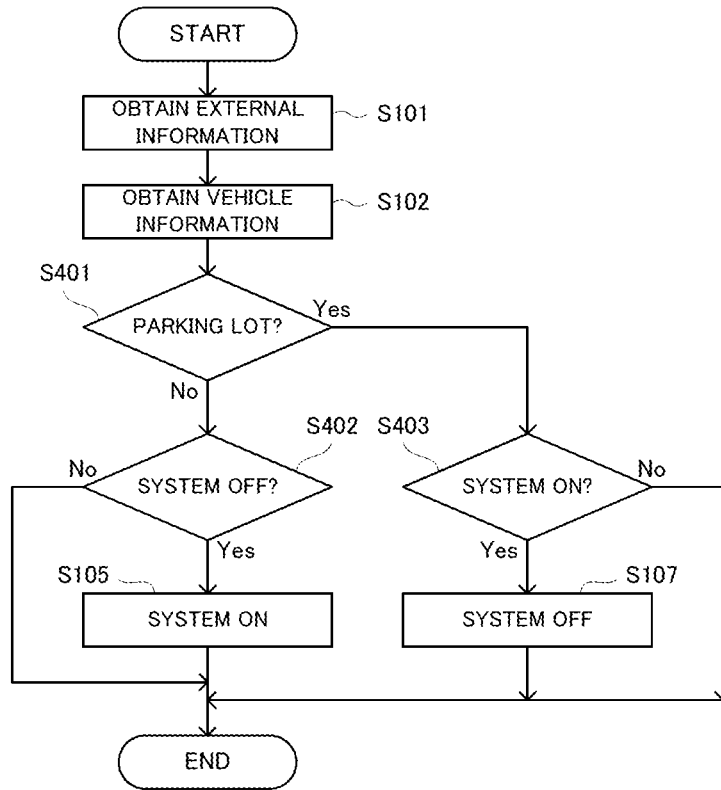 START
OBTAIN EXTERNAL
INFORMATION
S101
OBTAIN VEHICLE
INFORMATION
S102
S401
PARKING LOT?
Yes
No
S402
S403
No
SYSTEM OFF?
SYSTEM ON?
No
Yes
Yes
S105
S107
SYSTEM ON
SYSTEM OFF
END